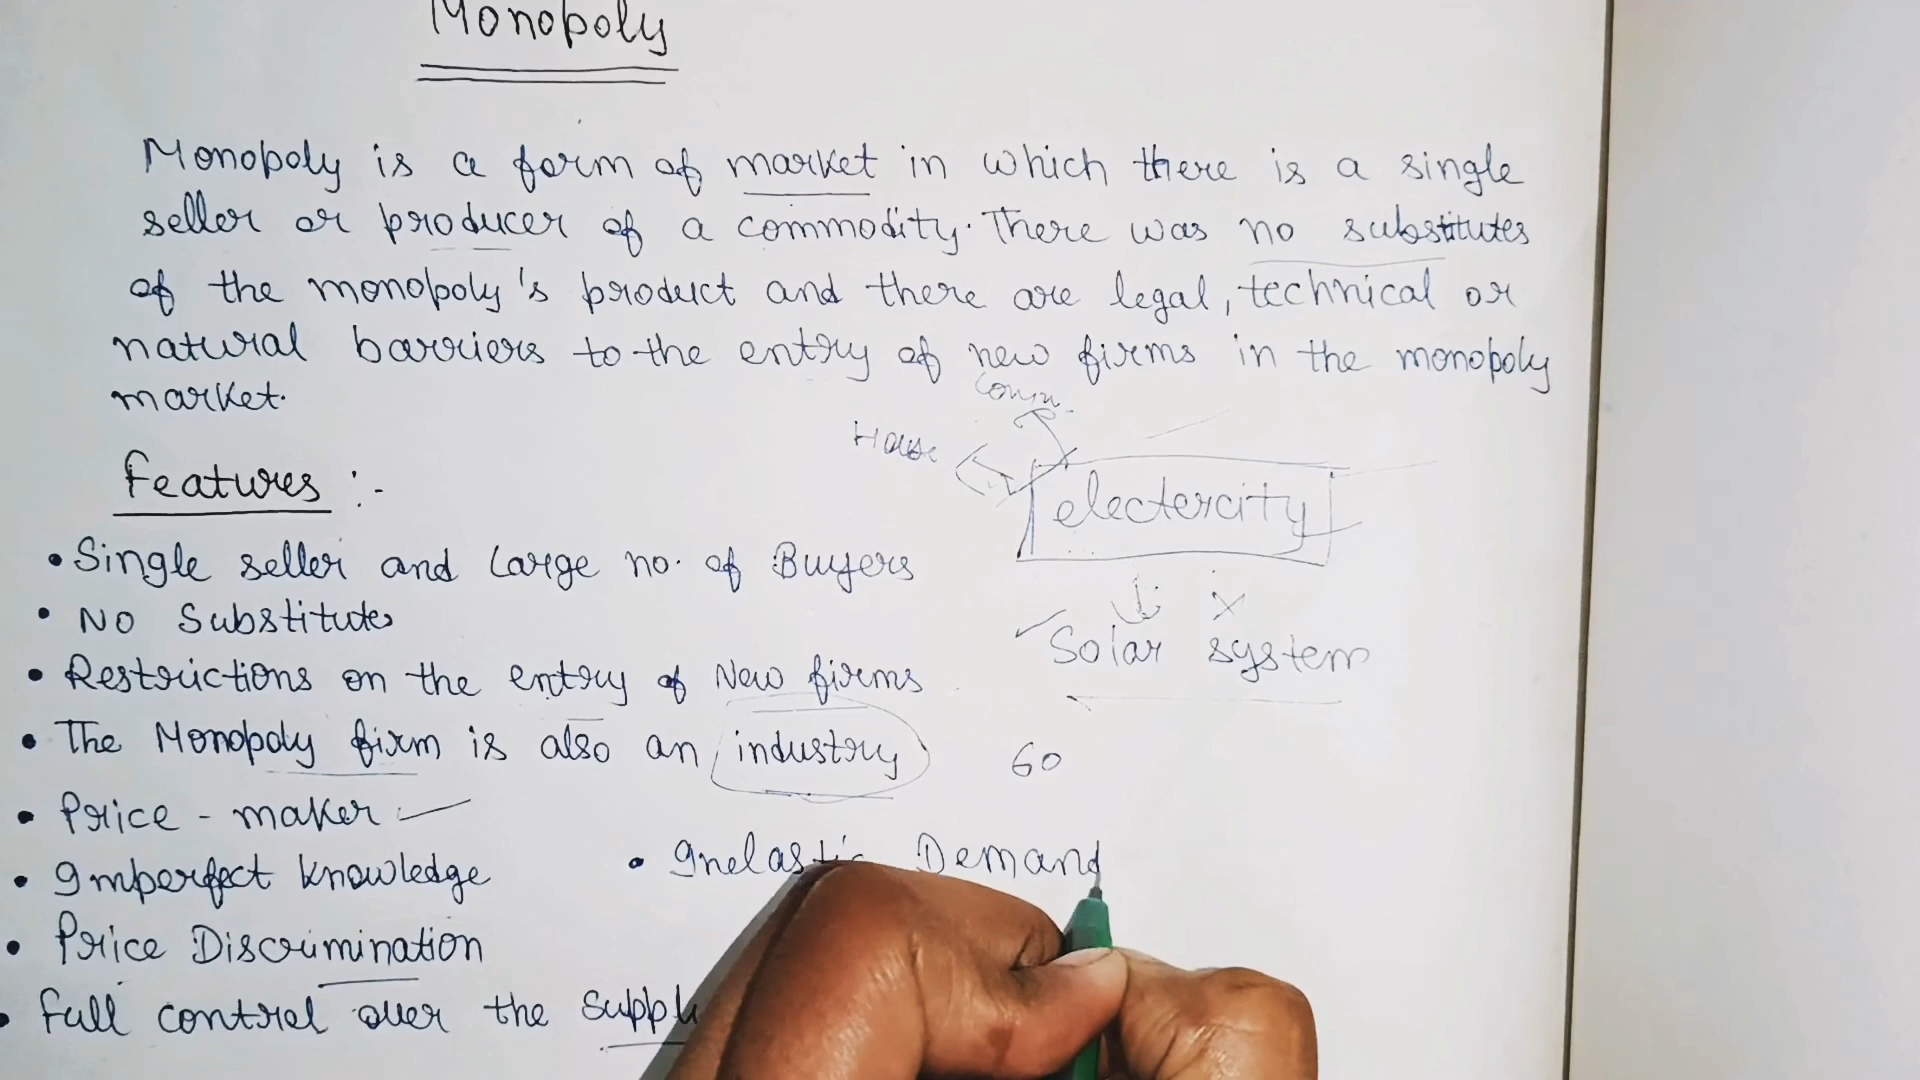 Monopoly
Monopoly is a form of market in which there is a single
seller or producer of a commodity. There was no substitutes
of the monopoly's product and there are legal, technical or
natural barriers to the entry of new firms in the monopoly
market.
Comm.
House
electercity
Features :-
• Single seller and Large no. of Buyers
• No Substitutes
Solar system
• Restrictions on the entry of New firms
• The Monopoly firm is also an industry
60
• Price - maker
• Imperfect knowledge
• Inelastic Demand
• Price Discrimination
• Full control over the